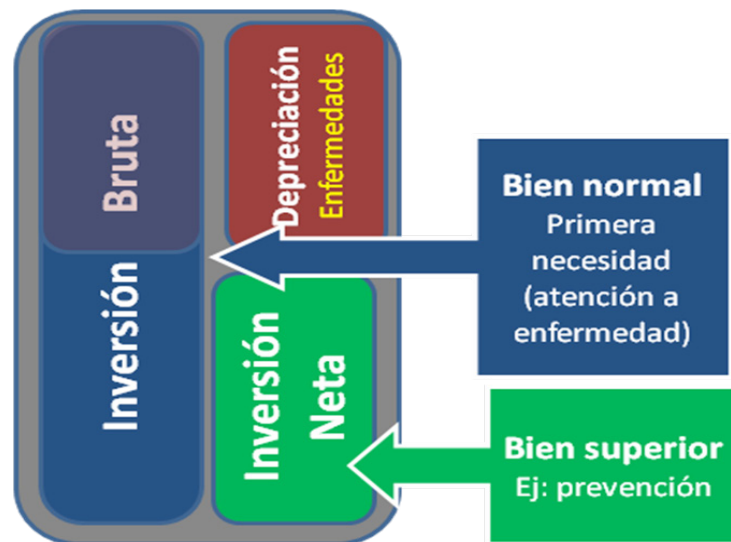 Inversión Bruta
Depreciación
Enfermedades
Inversión
Neta
Bien normal
Primera
necesidad
(atención a
enfermedad)
Bien superior
Ej: prevención